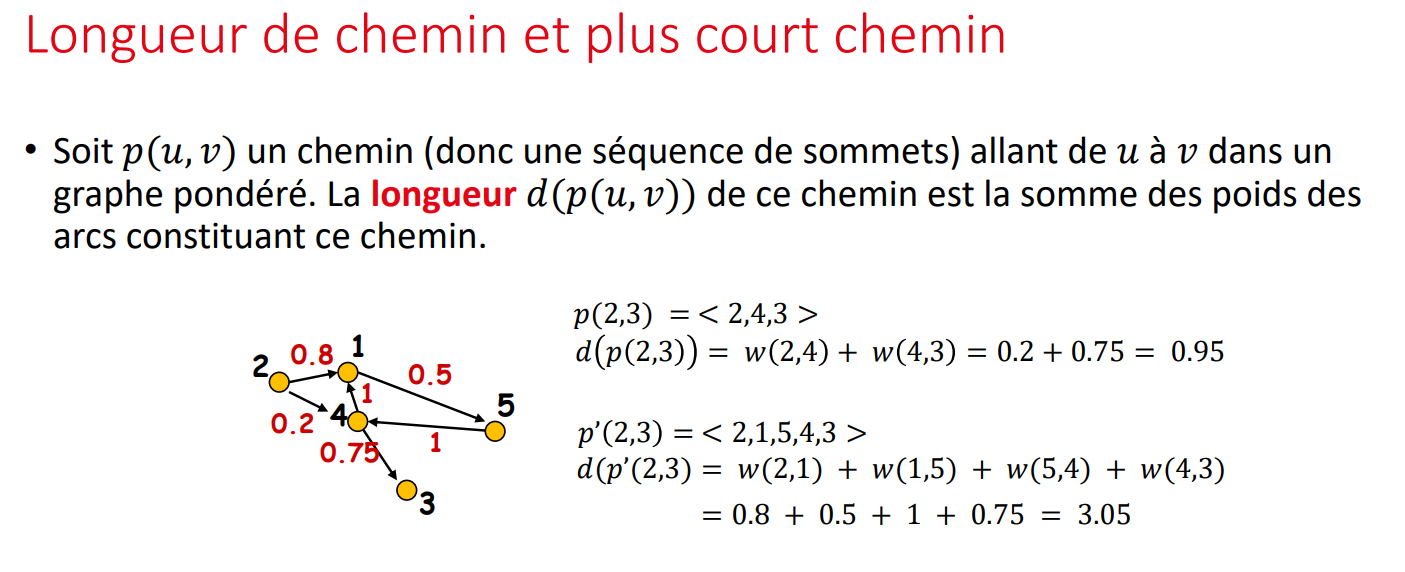 Longueur de chemin et plus court chemin
• Soit p(u, v) un chemin (donc une séquence de sommets) allant de u à v dans un
graphe pondéré. La longueur d(p(u, v)) de ce chemin est la somme des poids des
arcs constituant ce chemin.
p(2,3) = < 2,4,3 >
d(p(2,3)) = w(2,4) + w(4,3) = 0.2 + 0.75 = 0.95
p’(2,3) = < 2,1,5,4,3 >
d(p’(2,3) = w(2,1) + w(1,5) + w(5,4) + w(4,3)
= 0.8 + 0.5 + 1 + 0.75 = 3.05
2
0.8
1
0.5
1
5
0.2
4
0.75
1
3